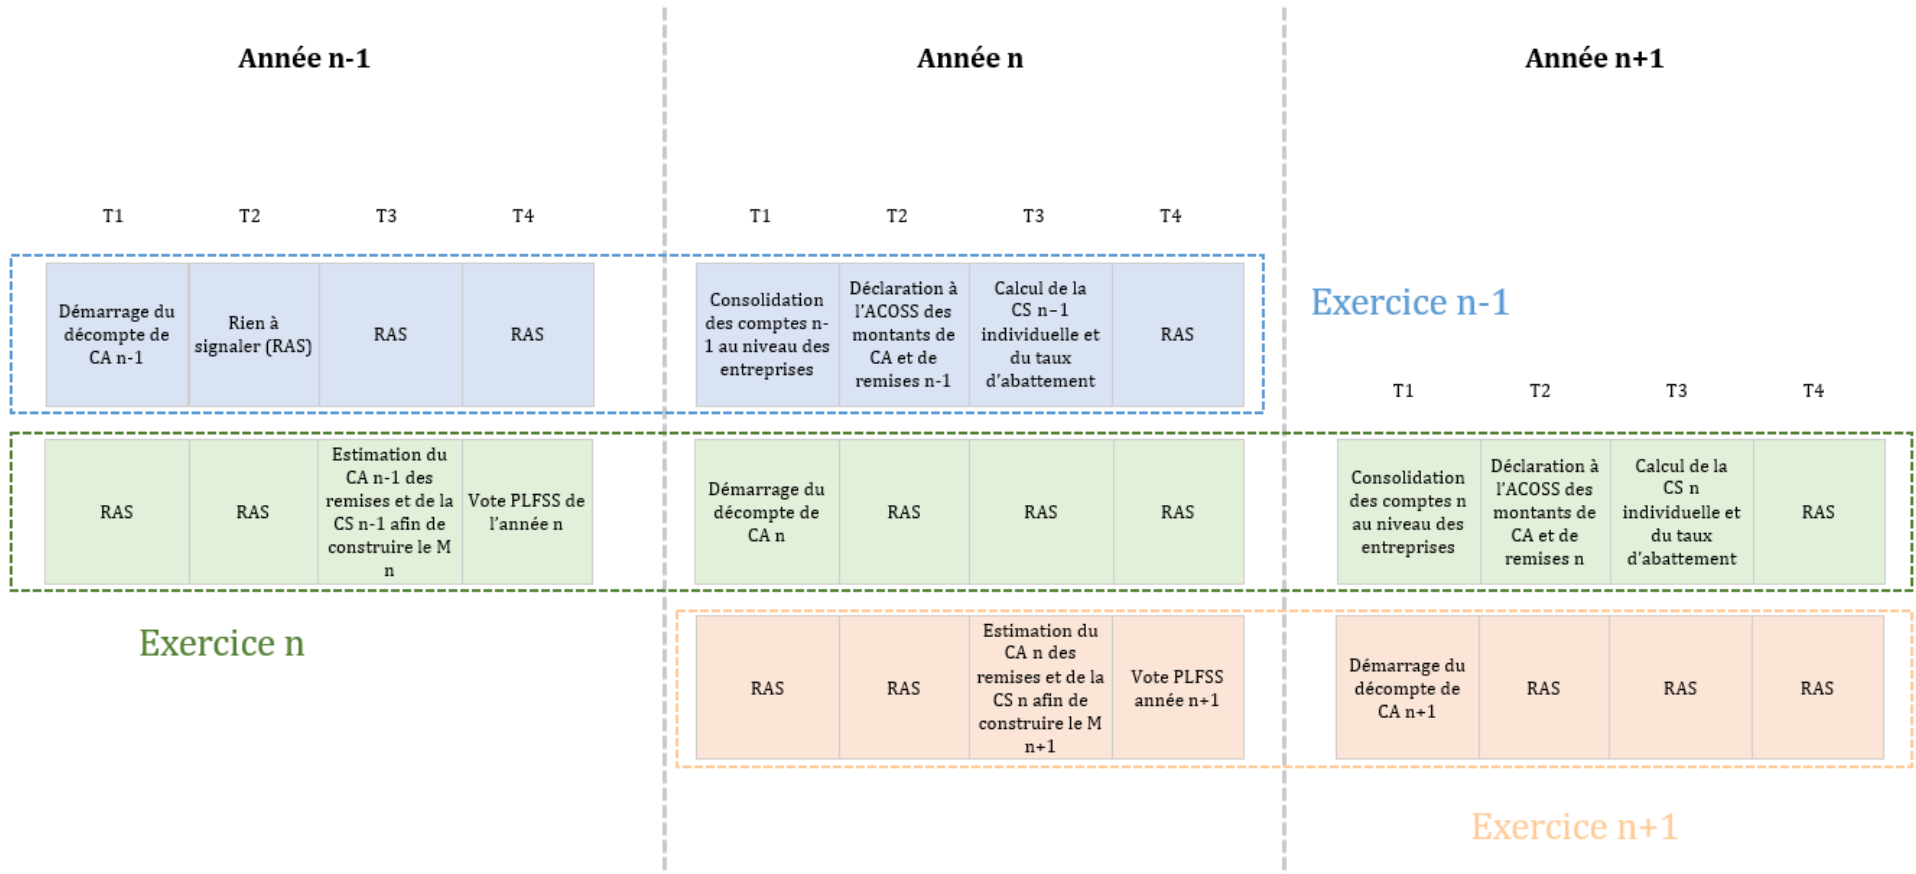 Année n-1
Année n
Année n+1
T1
T2
T3
T4
T1
T2
T3
T4
Démarrage du
décompte de
CA n-1
Rien à
signaler (RAS)
RAS
RAS
Consolidation
des comptes n-
1 au niveau des
entreprises
Déclaration à
l'ACOSS des
montants de
CA et de
remises n-1
Calcul de la
CS n–1
individuelle et
du taux
d'abattement
RAS
Exercice n-1
T1
T2
T3
T4
RAS
RAS
Estimation du
CA n-1 des
remises et de la
CS n-1 afin de
construire le M
n
Vote PLFSS de
l'année n
Démarrage du
décompte de
CA n
RAS
RAS
RAS
Consolidation
des comptes n
au niveau des
entreprises
Déclaration à
l'ACOSS des
montants de
CA et de
remises n
Calcul de la
CS n
individuelle et
du taux
d'abattement
RAS
Exercice n
RAS
RAS
Estimation du
CA n des
remises et de la
CS n afin de
construire le M
n+1
Vote PLFSS
année n+1
Démarrage du
décompte de
CA n+1
RAS
RAS
RAS
Exercice n+1